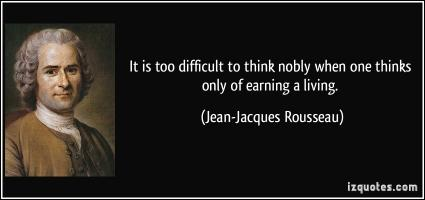 It is too difficult to think nobly when one thinks
only of earning a living.
(Jean-Jacques Rousseau)
izquotes.com